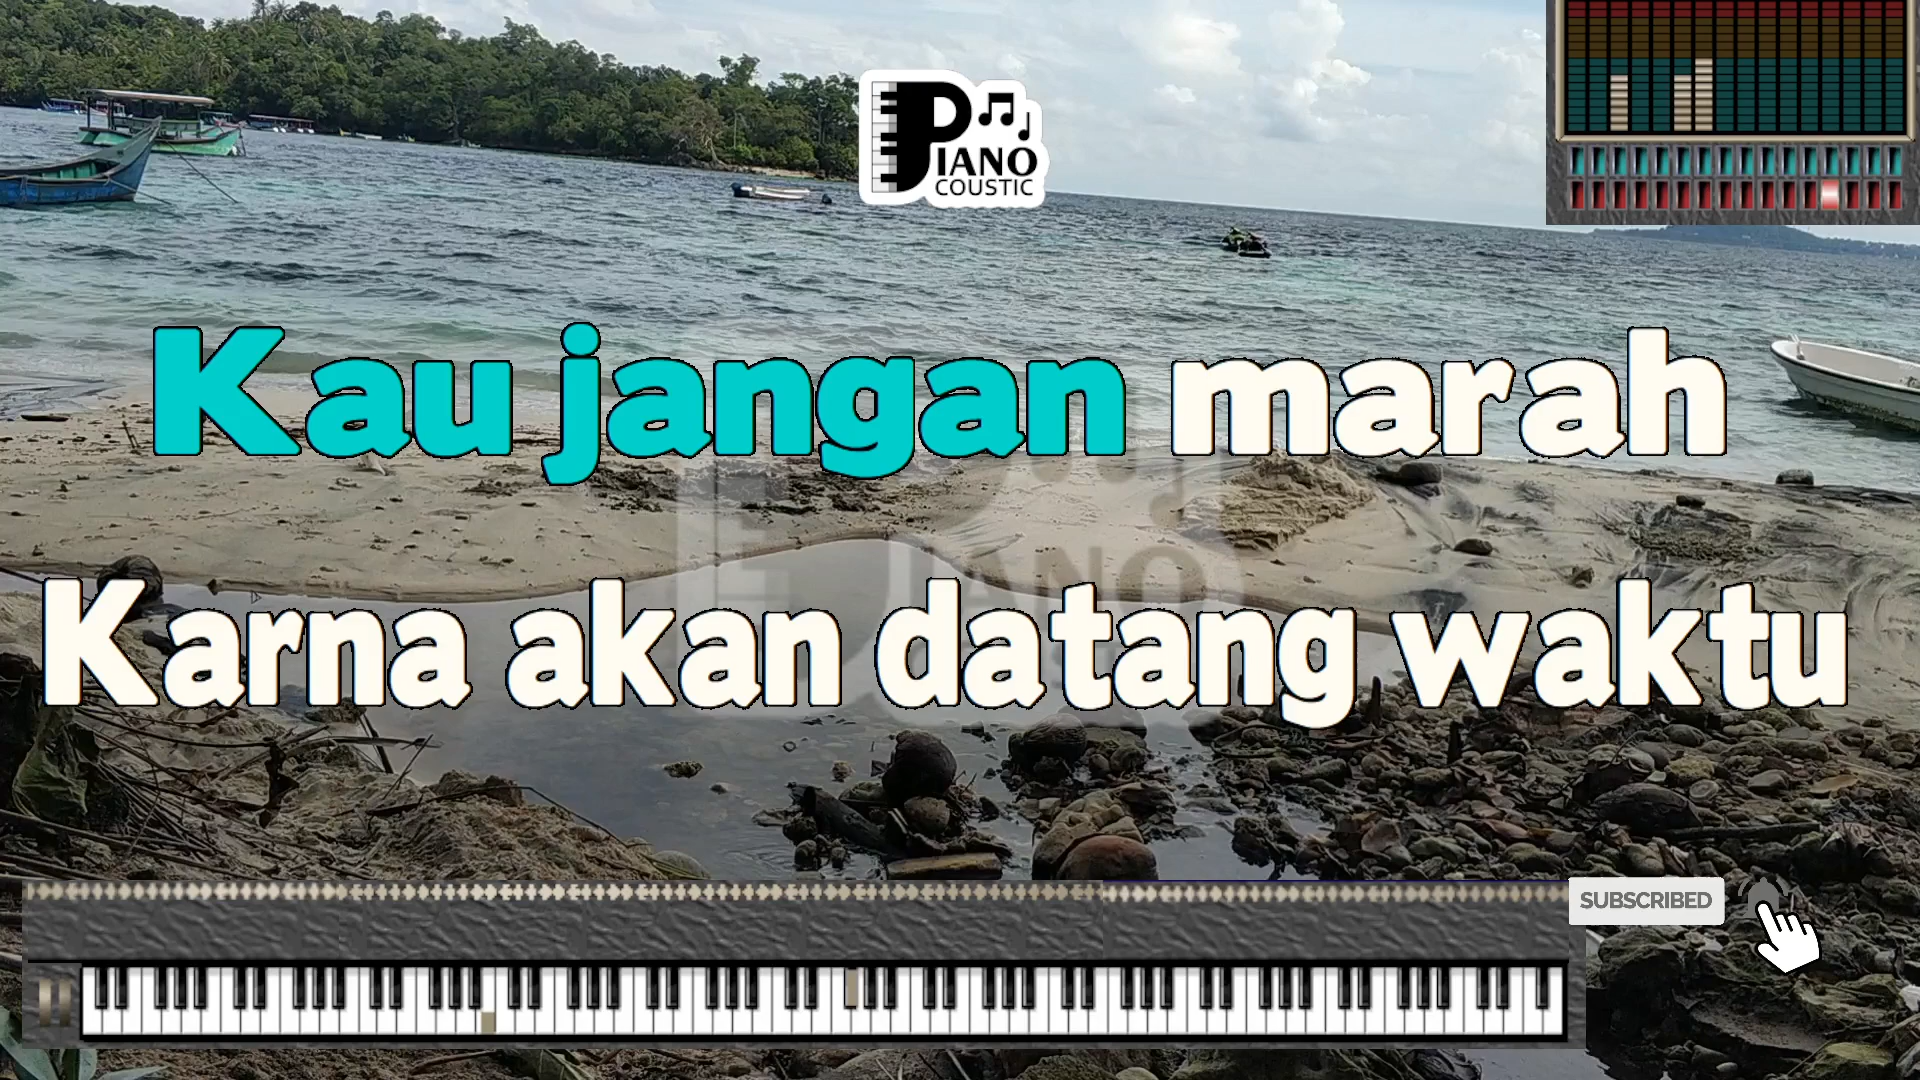 PIANO
COUSTIC
Kau jangan marah
Karna akan datang waktu
SUBSCRIBED